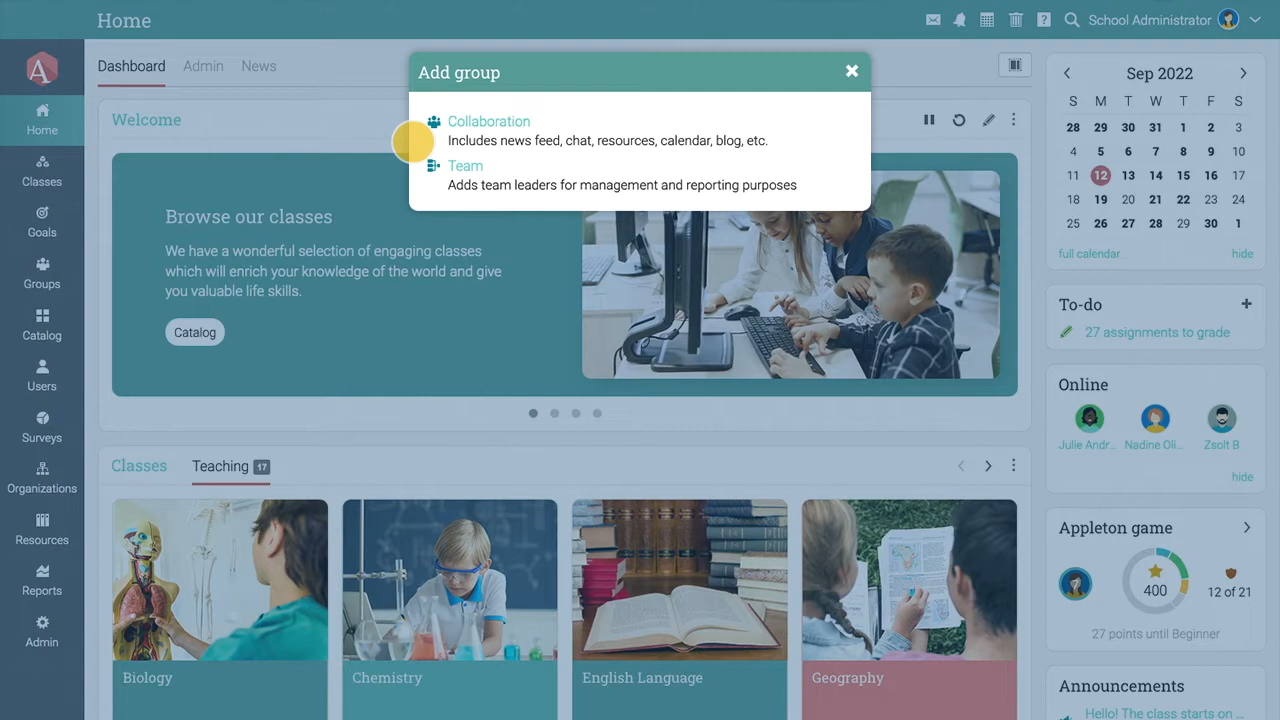 Home
School Administrator
Dashboard
Admin
News
Add group
Collaboration
Includes news feed, chat, resources, calendar, blog, etc.
Team
Adds team leaders for management and reporting purposes
A
Home
Classes
Goals
Groups
Catalog
Users
Surveys
Organizations
Resources
Reports
Admin
Welcome
Browse our classes
We have a wonderful selection of engaging classes
which will enrich your knowledge of the world and give
you valuable life skills.
Catalog
Classes
Teaching 17
Biology
Chemistry
English Language
Geography
Sep 2022
S M T W T F S
28 29 30 31 1 2 3
4 5 6 7 8 9 10
11 12 13 14 15 16 17
18 19 20 21 22 23 24
25 26 27 28 29 30 1
full calendar
hide
To-do
27 assignments to grade
Online
Julie Andr... Nadine Oli... Zsolt B
hide
Appleton game
400
12 of 21
27 points until Beginner
Announcements
Hello! The class starts on ...